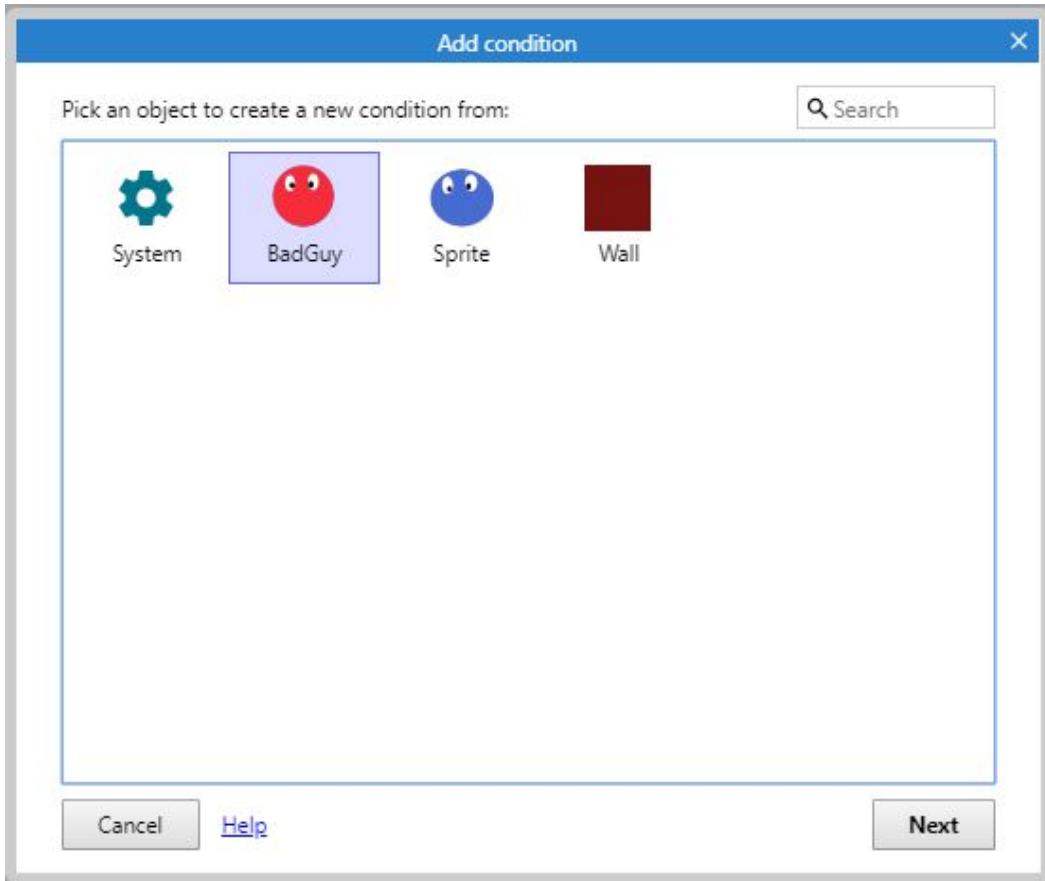 Add condition
Pick an object to create a new condition from:
Search
System
BadGuy
Sprite
Wall
Cancel
Help
Next